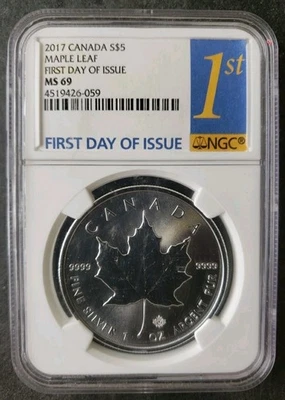 2017 CANADA S$5
MAPLE LEAF
FIRST DAY OF ISSUE
MS 69
4519426-059
1st
FIRST DAY OF ISSUE
NGC®
CANADA
9999 9999
FINE SILVER 1 OZ ARGENT PUR